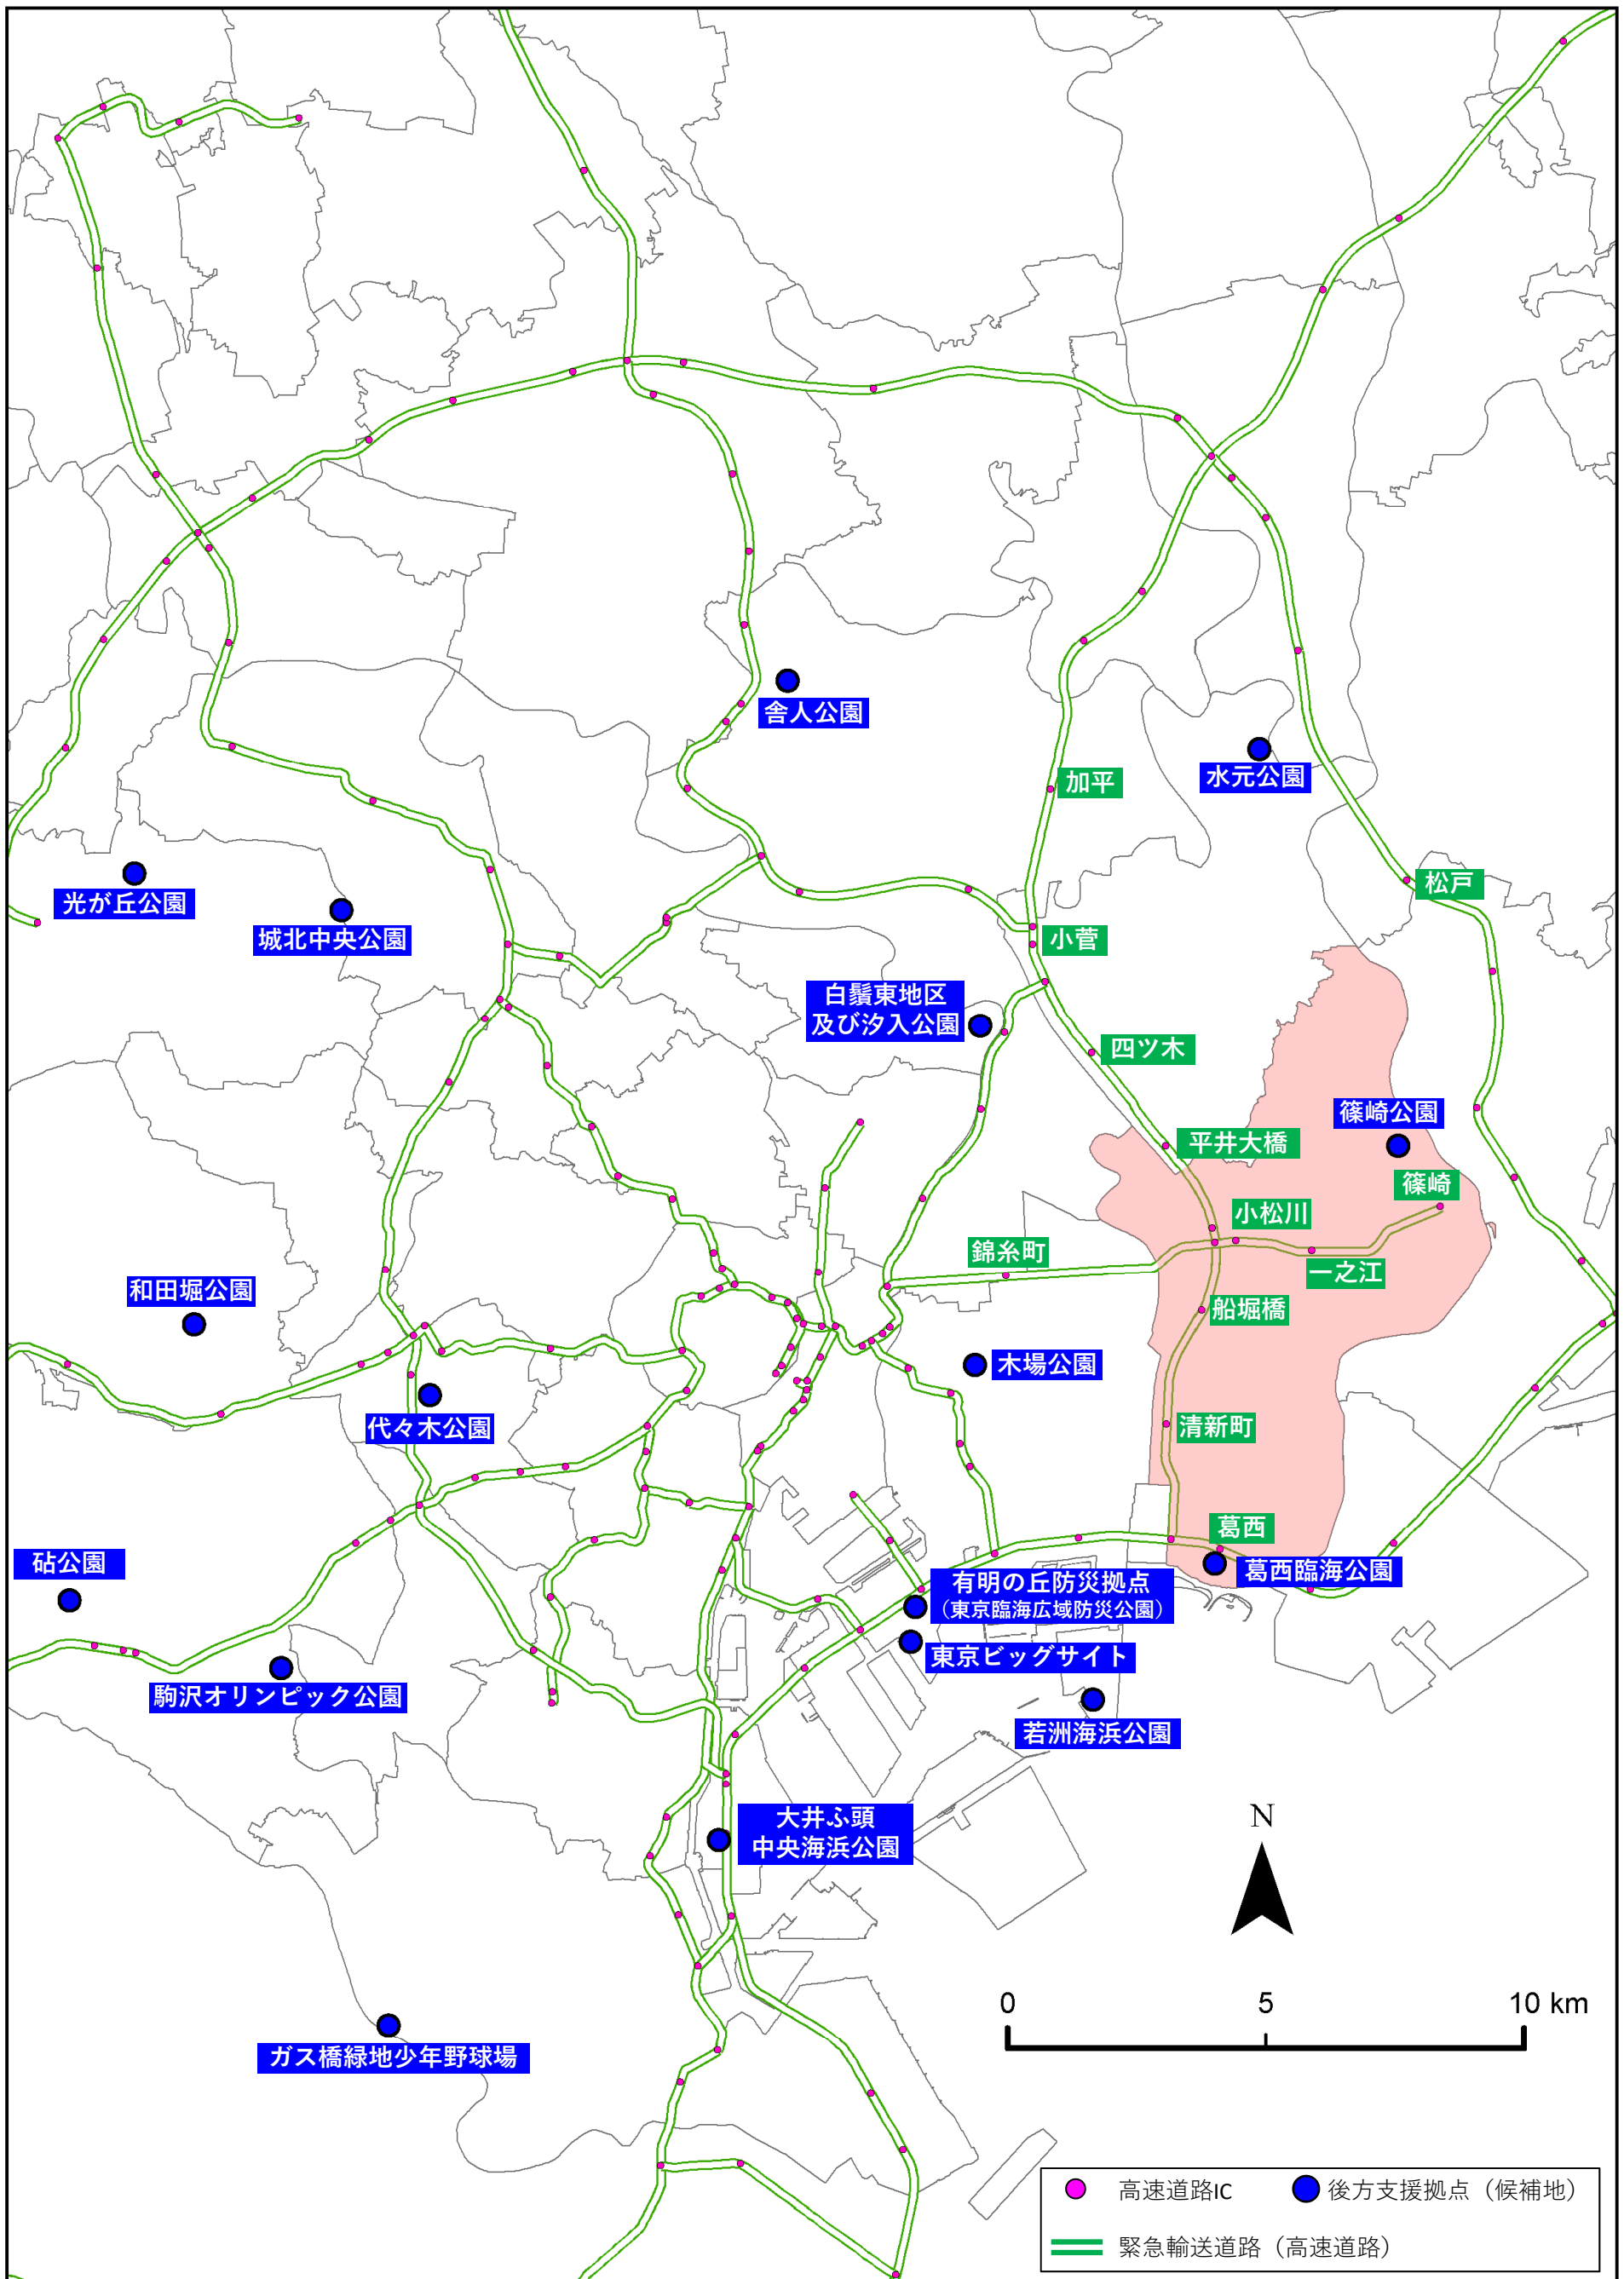 舎人公園
加平
水元公園
松戸
光が丘公園
城北中央公園
小菅
白鬚東地区
及び汐入公園
四ツ木
篠崎公園
平井大橋
篠崎
小松川
錦糸町
一之江
和田堀公園
船堀橋
木場公園
代々木公園
清新町
葛西
砧公園
葛西臨海公園
有明の丘防災拠点
（東京臨海広域防災公園）
東京ビッグサイト
駒沢オリンピック公園
若洲海浜公園
大井ふ頭
中央海浜公園
N
0 5 10 km
ガス橋緑地少年野球場
高速道路IC
後方支援拠点（候補地）
緊急輸送道路（高速道路）